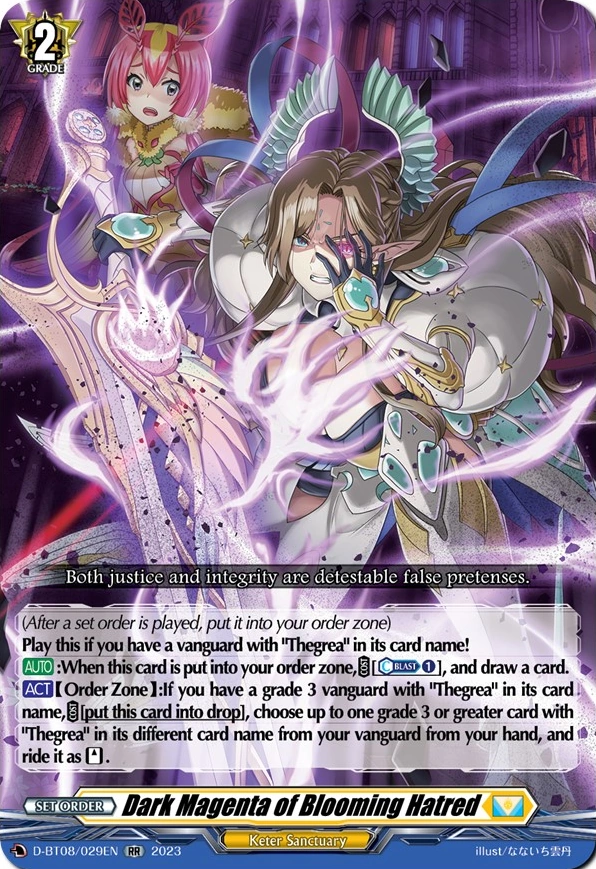 2
GRADE
Both justice and integrity are detestable false pretenses.
(After a set order is played, put it into your order zone)
Play this if you have a vanguard with "Thegrea" in its card name!
AUTO:When this card is put into your order zone, COST [C BLAST 1], and draw a card.
ACT【Order Zone】:If you have a grade 3 vanguard with "Thegrea" in its card
name, COST [put this card into drop], choose up to one grade 3 or greater card with
"Thegrea" in its different card name from your vanguard from your hand, and
ride it as .
SET ORDER Dark Magenta of Blooming Hatred
Keter Sanctuary
D-BT08/029EN RR 2023 illust/なないち雲丹